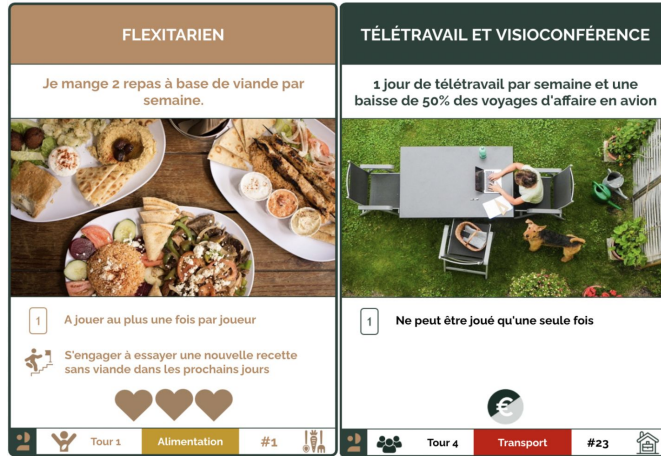 FLEXITARIEN
Je mange 2 repas à base de viande par
semaine.
1
A jouer au plus une fois par joueur
S'engager à essayer une nouvelle recette
sans viande dans les prochains jours
Tour 1
Alimentation
#1
TÉLÉTRAVAIL ET VISIOCONFÉRENCE
1 jour de télétravail par semaine et une
baisse de 50% des voyages d'affaire en avion
1
Ne peut être joué qu'une seule fois
€
Tour 4
Transport
#23